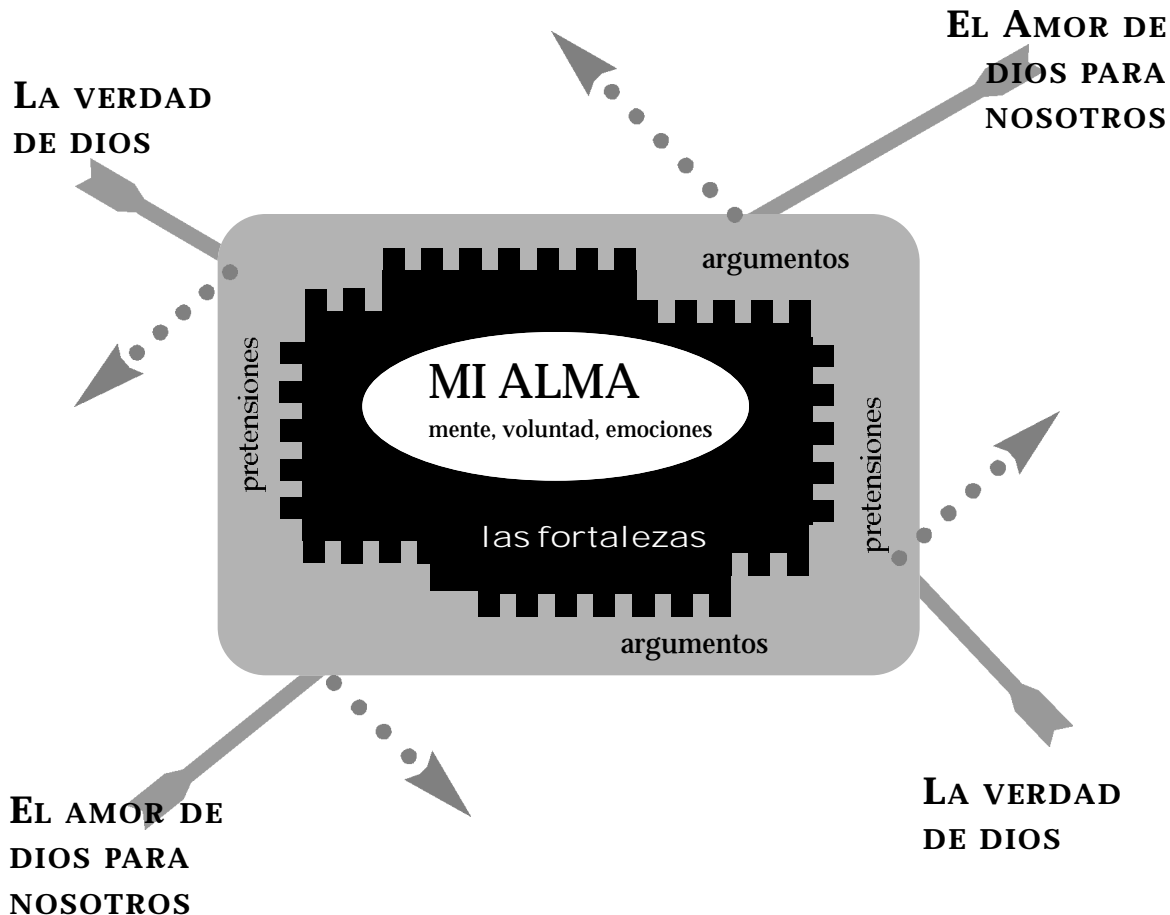 EL AMOR DE
DIOS PARA
NOSOTROS
LA VERDAD
DE DIOS
argumentos
pretensiones
MI ALMA
mente, voluntad, emociones
pretensiones
las fortalezas
argumentos
EL AMOR DE
DIOS PARA
NOSOTROS
LA VERDAD
DE DIOS